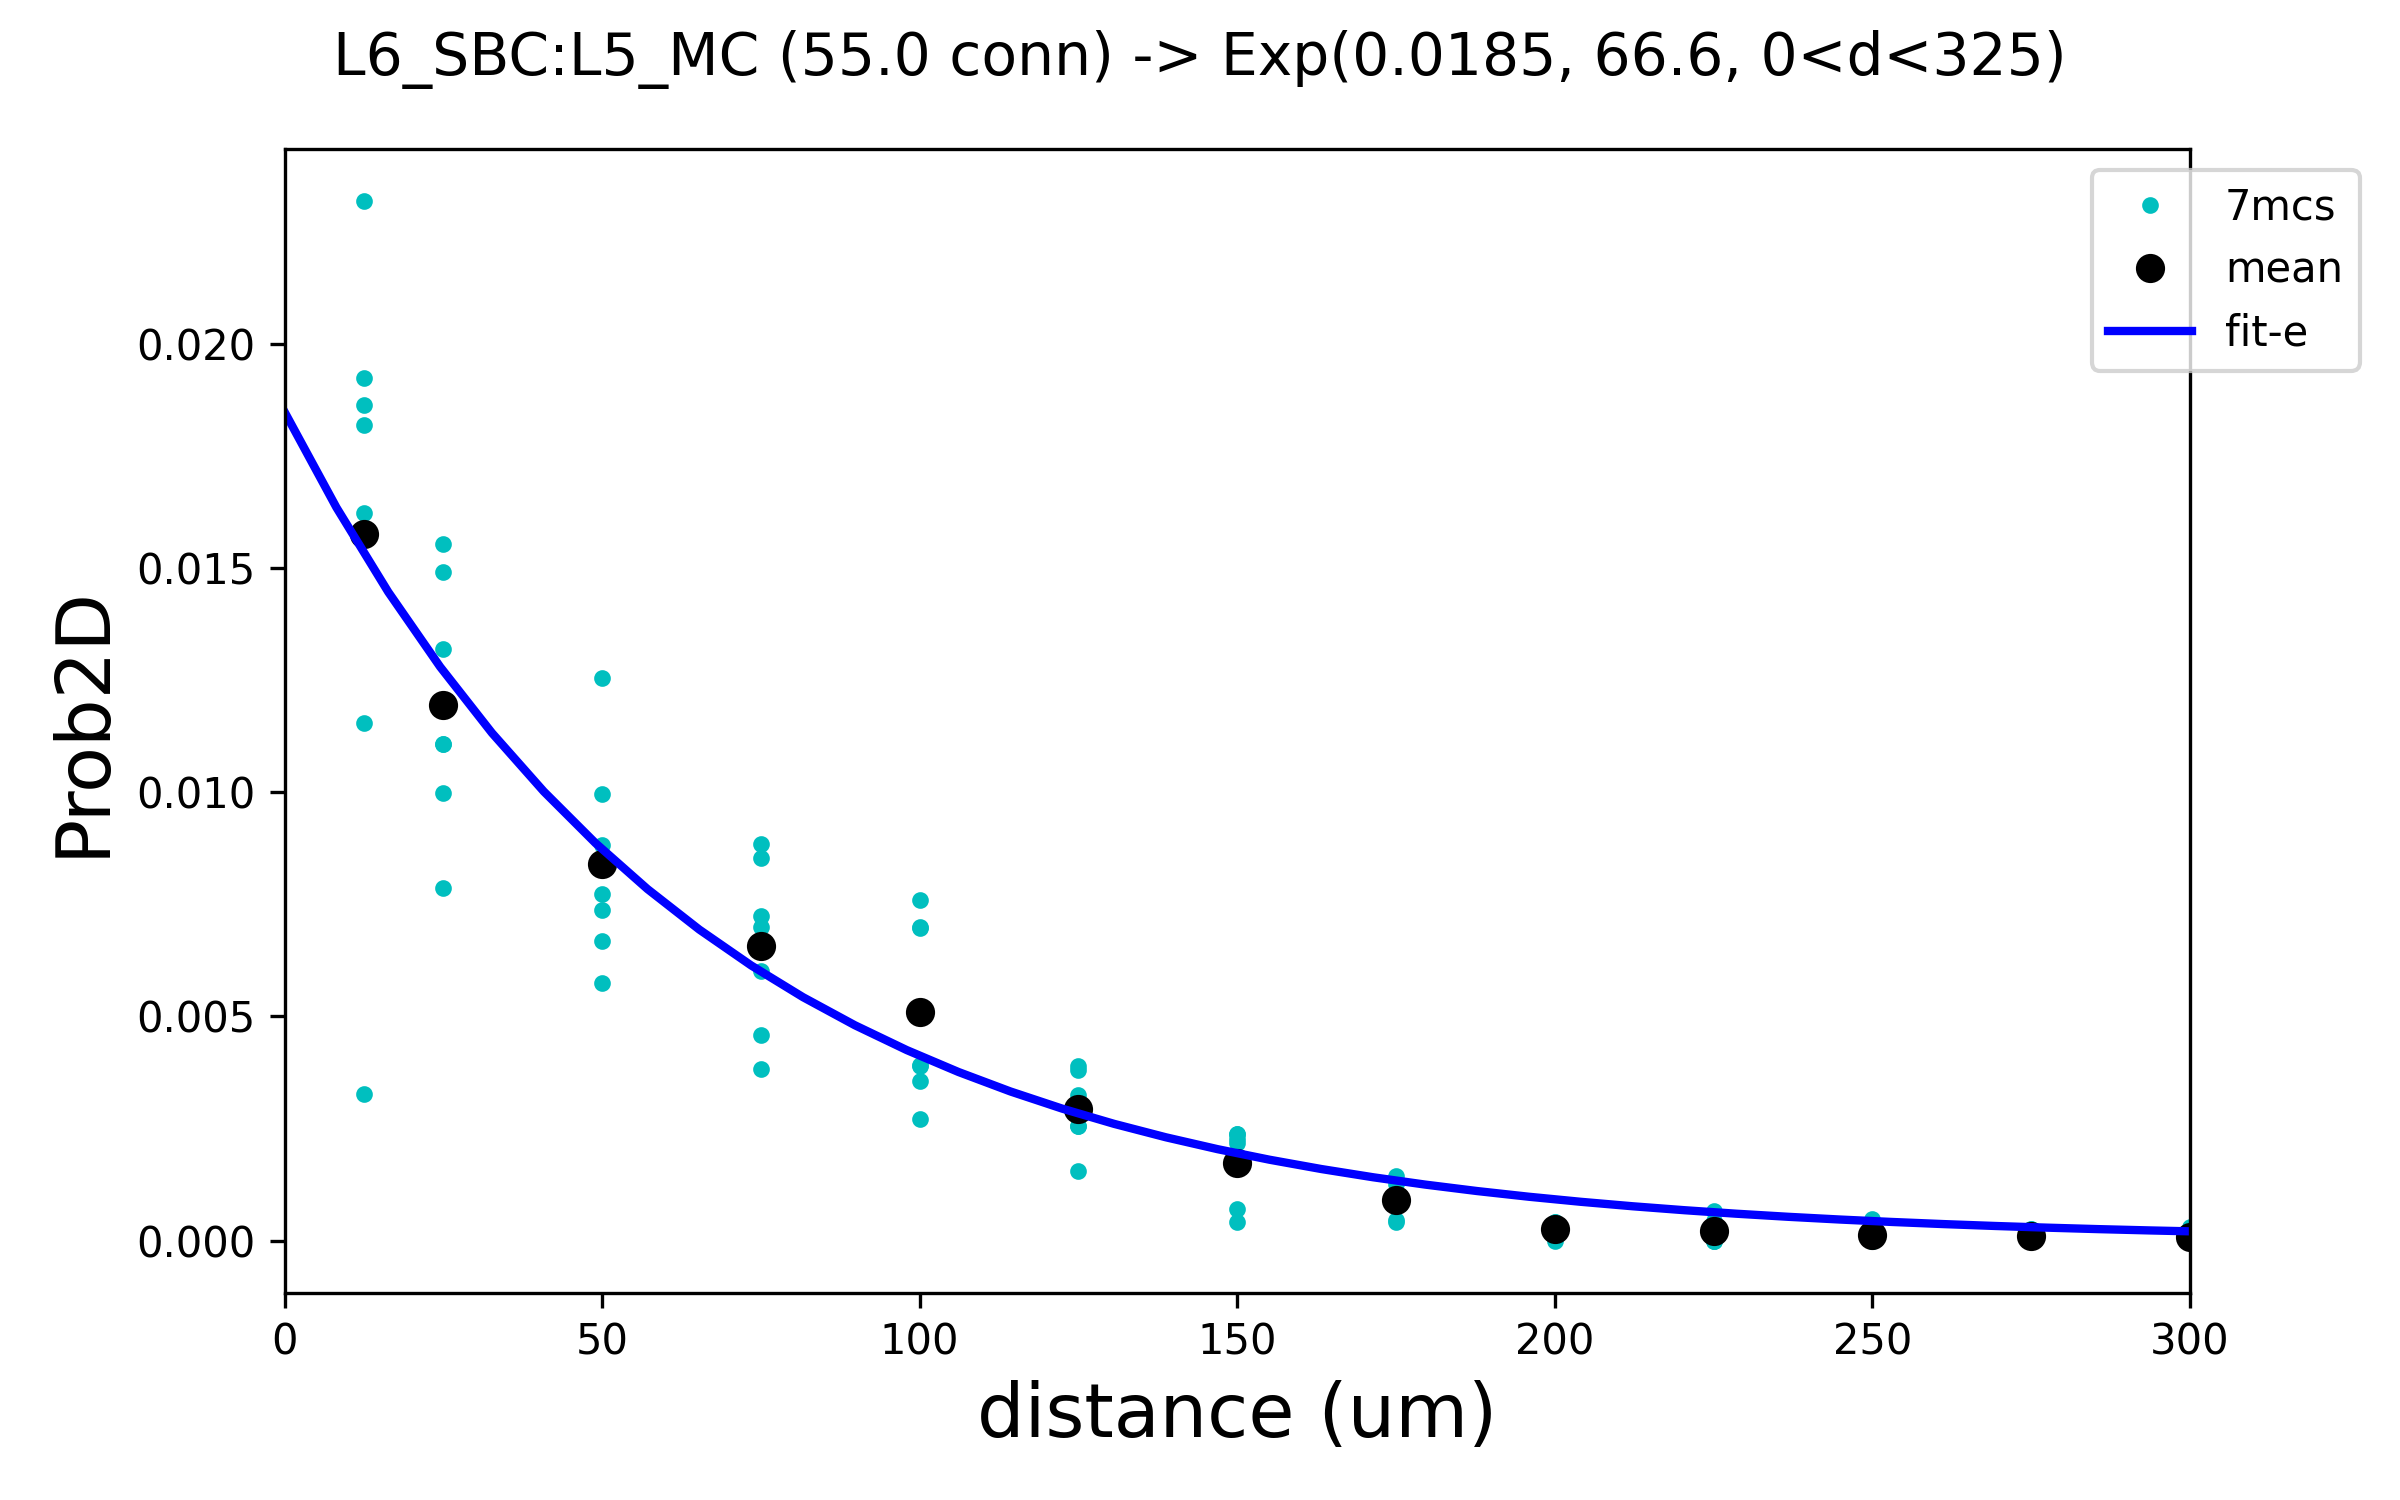 L6_SBC:L5_MC (55.0 conn) -> Exp(0.0185, 66.6, 0<d<325)
7mcs
mean
fit-e
Prob2D
0.020
0.015
0.010
0.005
0.000
0 50 100 150 200 250 300
distance (um)